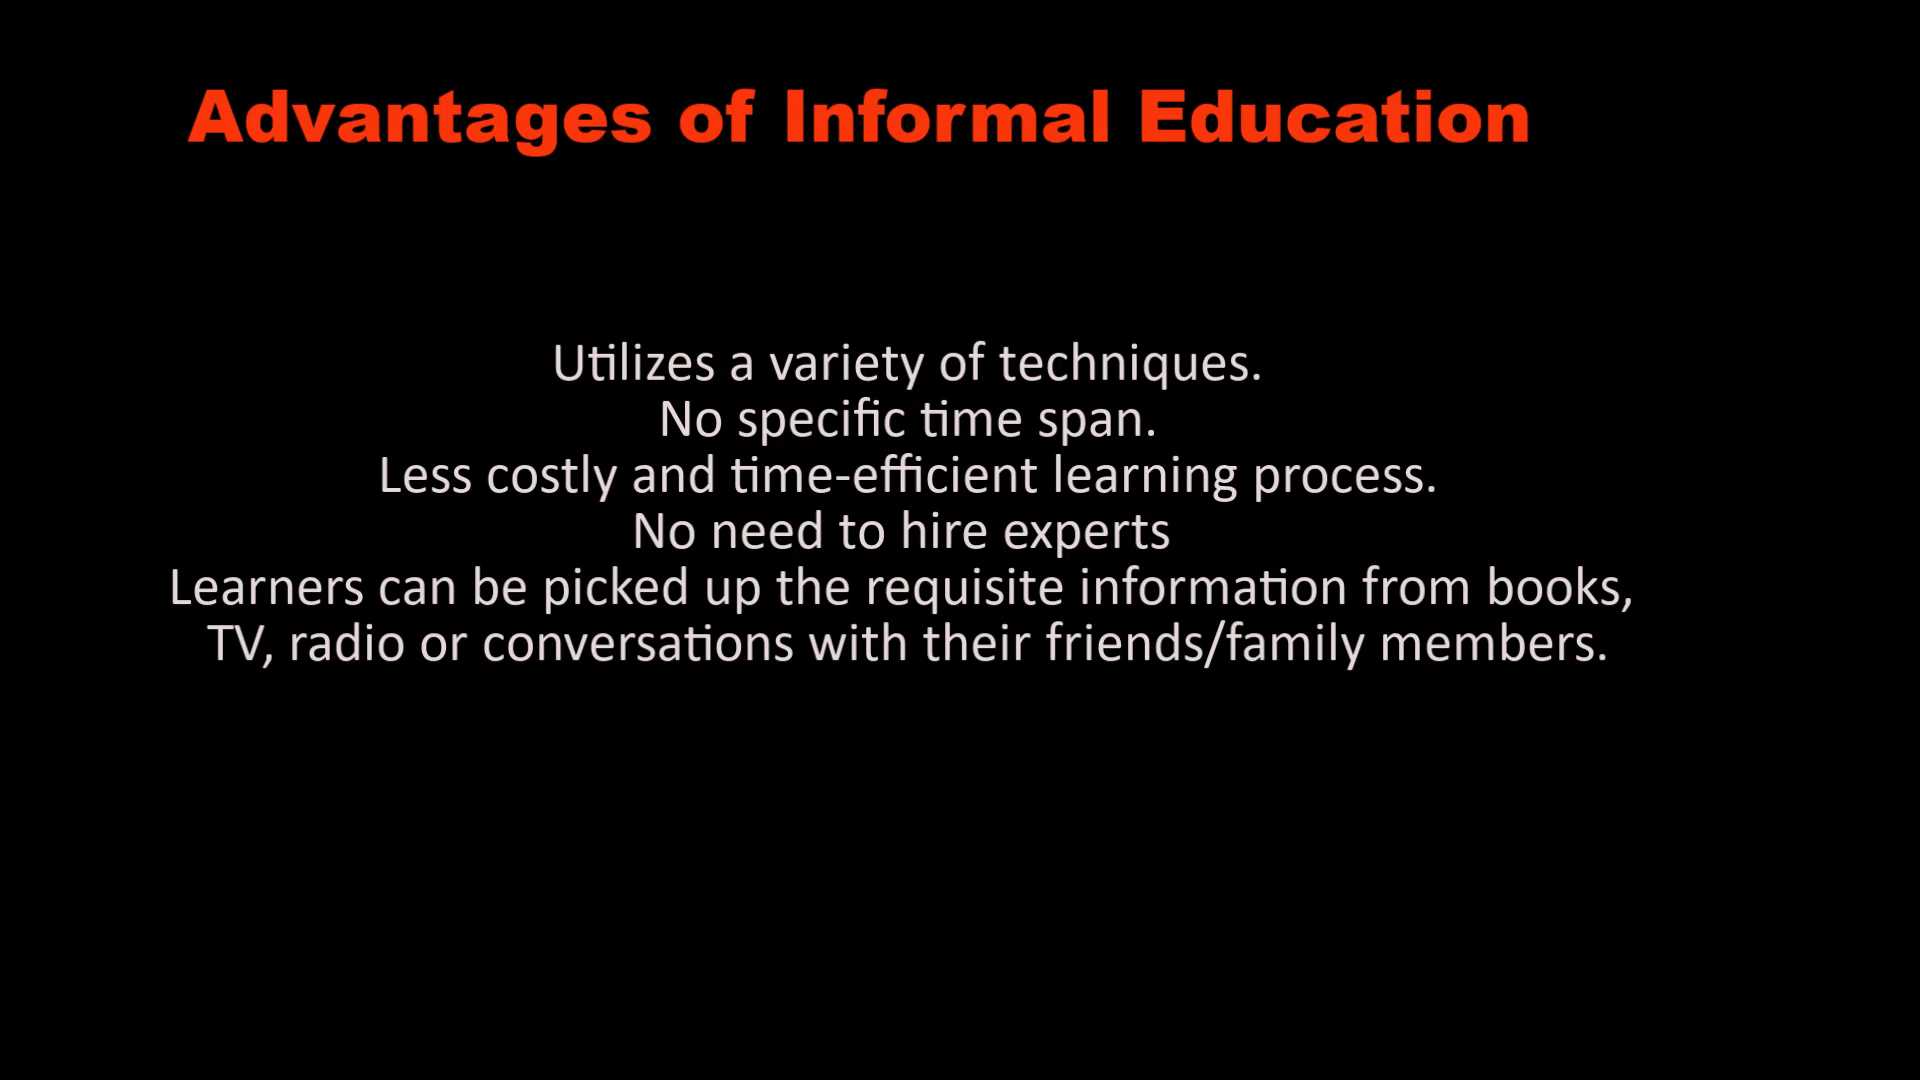 Advantages of Informal Education
Utilizes a variety of techniques.
No specific time span.
Less costly and time-efficient learning process.
No need to hire experts
Learners can be picked up the requisite information from books,
TV, radio or conversations with their friends/family members.